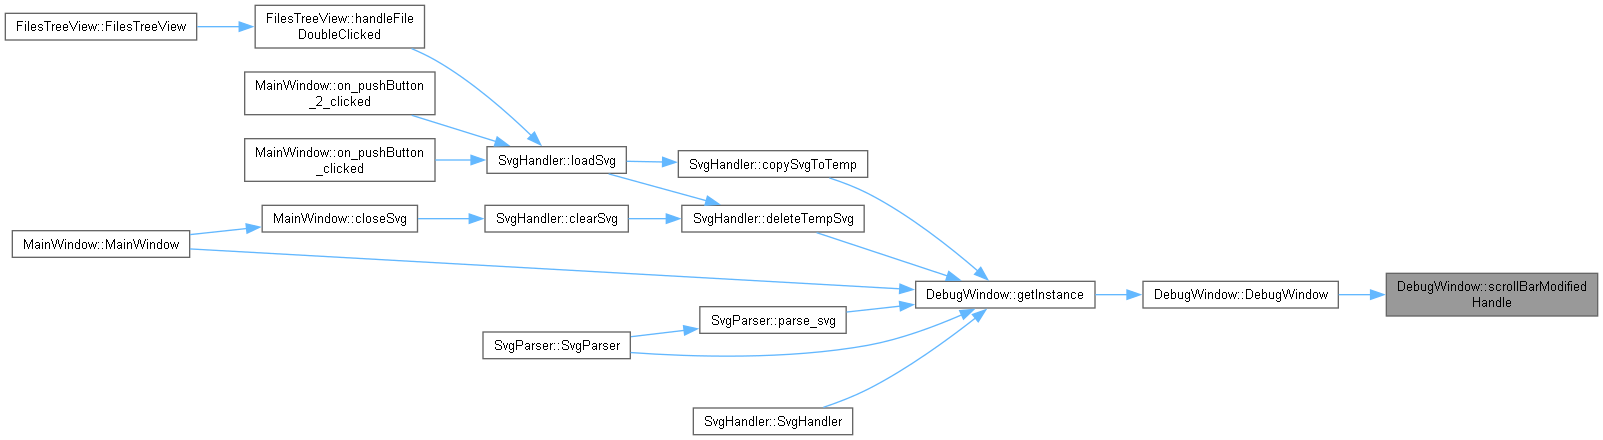 FilesTreeView::FilesTreeView
FilesTreeView::handleFile
DoubleClicked
MainWindow::on_pushButton
_2_clicked
MainWindow::on_pushButton
_clicked
SvgHandler::loadSvg
SvgHandler::copySvgToTemp
MainWindow::closeSvg
SvgHandler::clearSvg
SvgHandler::deleteTempSvg
MainWindow::MainWindow
DebugWindow::getInstance
DebugWindow::DebugWindow
DebugWindow::scrollBarModified
Handle
SvgParser::parse_svg
SvgParser::SvgParser
SvgHandler::SvgHandler